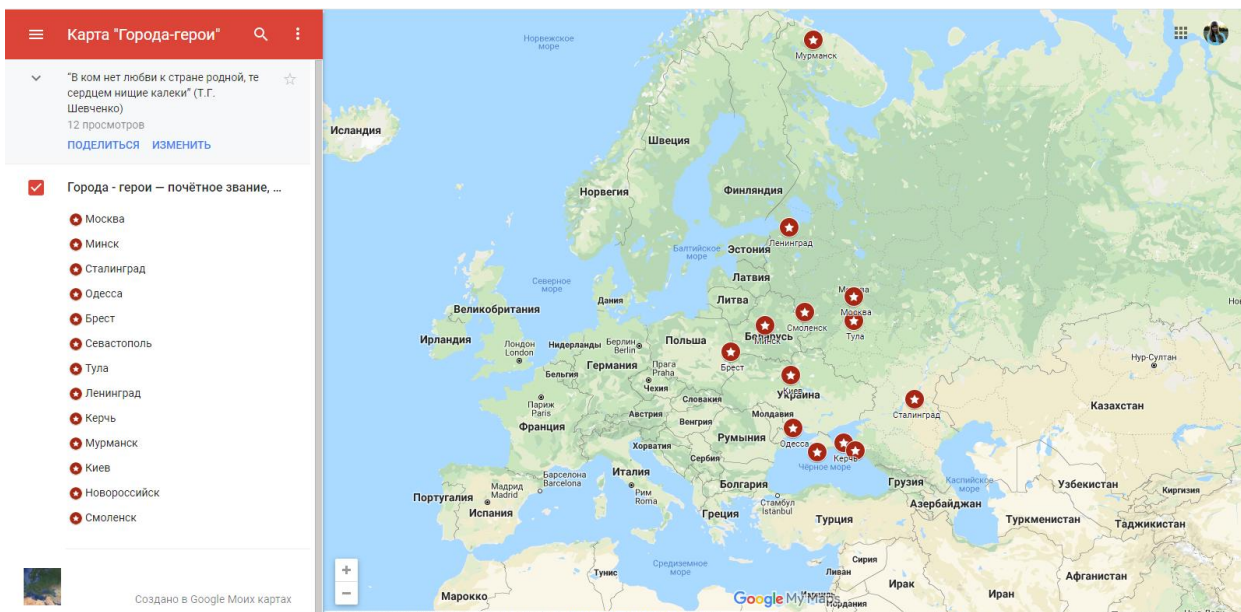 Карта "Города-герои"
"В ком нет любви к стране родной, те
сердцем нищие калеки" (Т.Г.
Шевченко)
12 просмотров
ПОДЕЛИТЬСЯ ИЗМЕНИТЬ
Города - герои — почётное звание, ...
Москва
Минск
Сталинград
Одесса
Брест
Севастополь
Тула
Ленинград
Керчь
Мурманск
Киев
Новороссийск
Смоленск
Создано в Google Моих картах
Норвежское
море
Мурманск
Исландия
Швеция
Норвегия
Финляндия
Ленинград
Балтийское
море
Эстония
Латвия
Северное
море
Дания
Литва
Москва
Великобритания
Смоленск
Тула
Беларусь
Минск
Ирландия
Лондон
London
Нидерланды
Берлин
Berlin
Польша
Брест
Германия
Бельгия
Прага
Praha
Чехия
Киев
Украина
Нур-Султан
Париж
Paris
Словакия
Сталинград
Казахстан
Франция
Австрия
Венгрия
Молдавия
Румыния
Одесса
Хорватия
Сербия
Керчь
Чёрное море
Италия
Барселона
Barcelona
Мадрид
Madrid
Рим
Roma
Болгария
Грузия
Каспийское
море
Узбекистан
Киргизия
Португалия
Испания
Стамбул
Istanbul
Азербайджан
Греция
Турция
Туркменистан
Таджикистан
Средиземное
море
Сирия
Тунис
Ливан
Афганистан
Марокко
Ирак
Иран
Google My Maps
Иордания